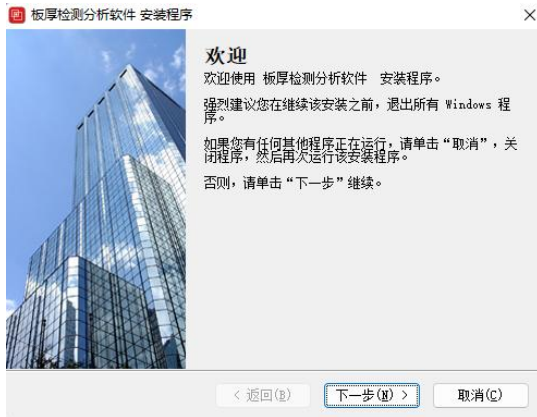 板厚检测分析软件 安装程序
欢迎
欢迎使用 板厚检测分析软件 安装程序。
强烈建议您在继续该安装之前，退出所有 Windows 程
序。
如果您有任何其他程序正在运行，请单击“取消”，关
闭程序，然后再次运行该安装程序。
否则，请单击“下一步”继续。
< 返回(B)
下一步(N) >
取消(C)